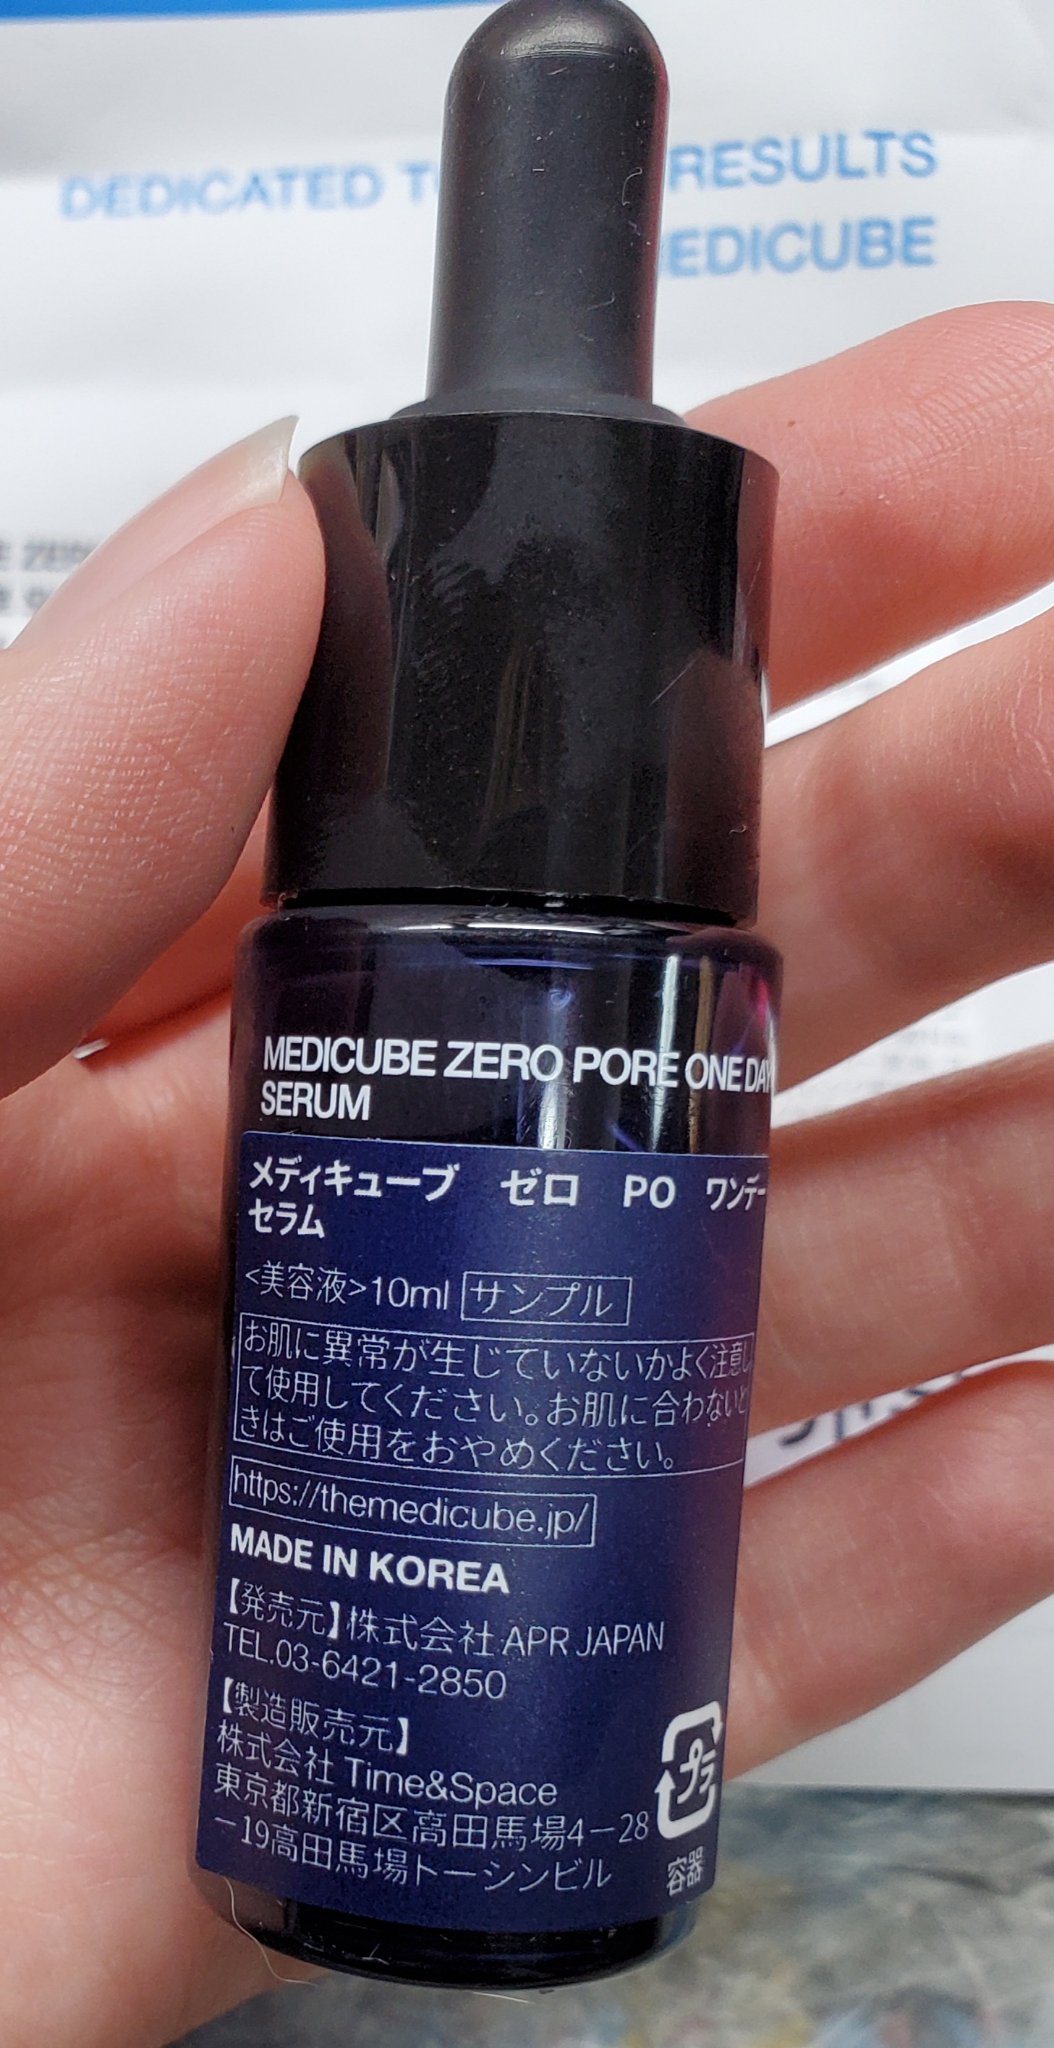 DEDICATED RESULTS
MEDICUBE ZERO PORE ONE DAY
SERUM
メディキューブ ゼロ PO ワンデー
セラム
<美容液>10ml サンプル
お肌に異常が生じていないかよく注意し
て使用してください。お肌に合わないと
きはご使用をおやめください。
https://themedicube.jp/
MADE IN KOREA
【発売元】株式会社 APR JAPAN
TEL.03-6421-2850
【製造販売元】
株式会社 Time&Space
東京都新宿区高田馬場4－28
－19高田馬場トーシンビル
プラ
容器